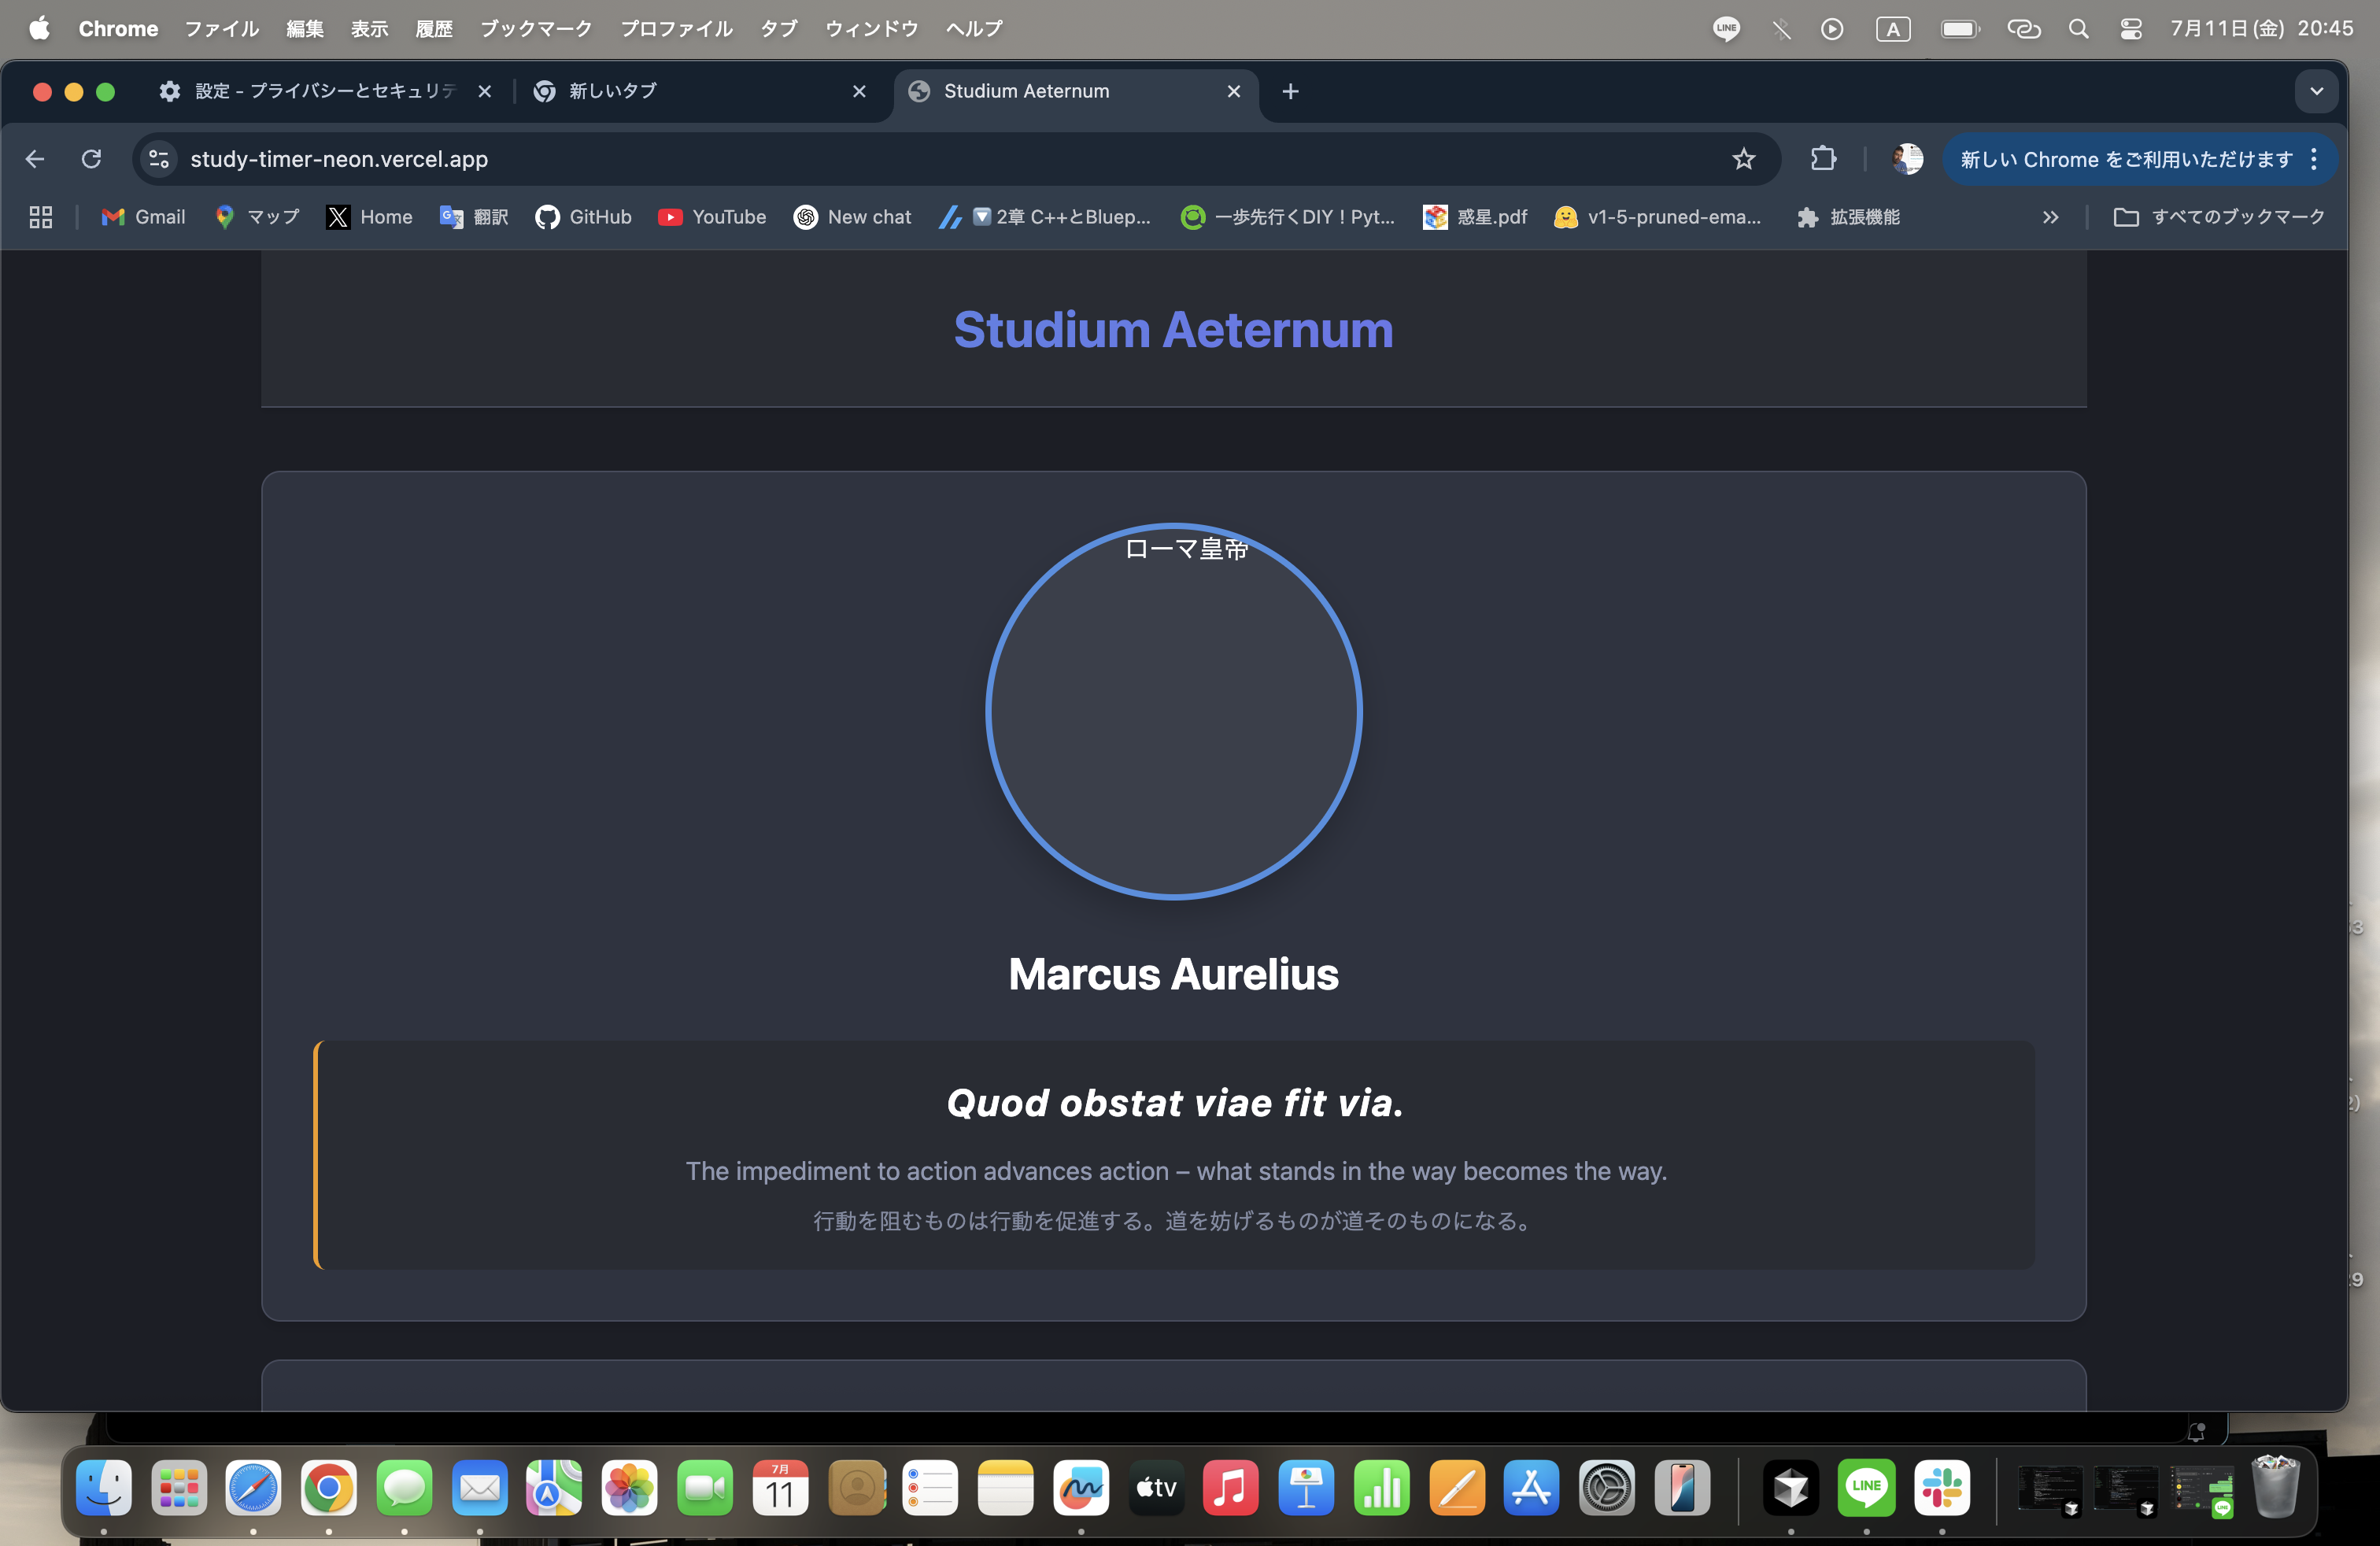 Chrome ファイル 編集 表示 履歴 ブックマーク プロファイル タブ ウィンドウ ヘルプ LINE A 7月11日(金) 20:45
設定 - プライバシーとセキュリテ 新しいタブ Studium Aeternum
study-timer-neon.vercel.app 新しい Chrome をご利用いただけます
Gmail マップ Home 翻訳 GitHub YouTube New chat 2章 C++とBluep... 一歩先行くDIY！Pyt... 惑星.pdf v1-5-pruned-ema... 拡張機能 すべてのブックマーク
Studium Aeternum
ローマ皇帝
Marcus Aurelius
Quod obstat viae fit via.
The impediment to action advances action – what stands in the way becomes the way.
行動を阻むものは行動を促進する。道を妨げるものが道そのものになる。
7月
11
tv
LINE